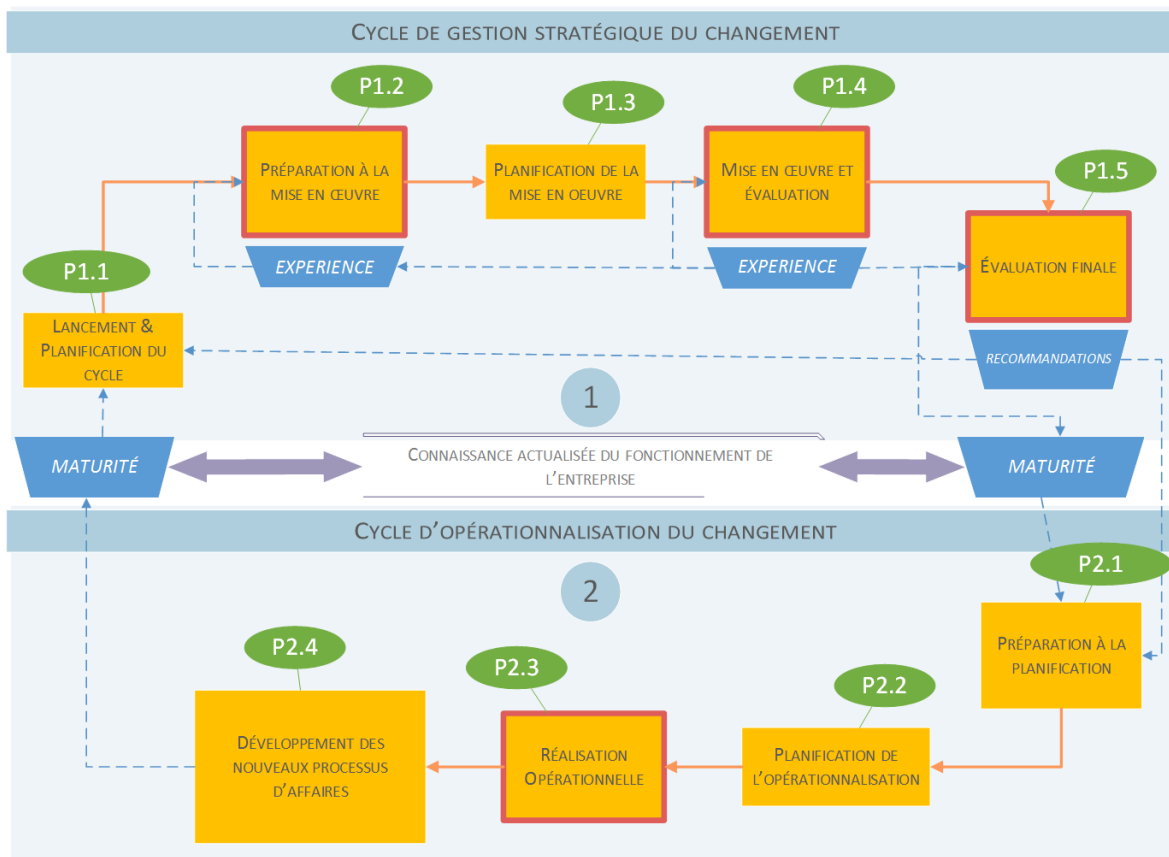 CYCLE DE GESTION STRATÉGIQUE DU CHANGEMENT
P1.2
P1.3
P1.4
P1.5
PRÉPARATION À LA
MISE EN ŒUVRE
PLANIFICATION DE LA
MISE EN OEUVRE
MISE EN ŒUVRE ET
ÉVALUATION
ÉVALUATION FINALE
EXPERIENCE
EXPERIENCE
P1.1
LANCEMENT &
PLANIFICATION DU
CYCLE
RECOMMANDATIONS
1
MATURITÉ
CONNAISSANCE ACTUALISÉE DU FONCTIONNEMENT DE
L'ENTREPRISE
MATURITÉ
CYCLE D'OPÉRATIONNALISATION DU CHANGEMENT
2
P2.1
PRÉPARATION À LA
PLANIFICATION
P2.4
P2.3
P2.2
DÉVELOPPEMENT DES
NOUVEAUX PROCESSUS
D'AFFAIRES
RÉALISATION
OPÉRATIONNELLE
PLANIFICATION DE
L'OPÉRATIONNALISATION